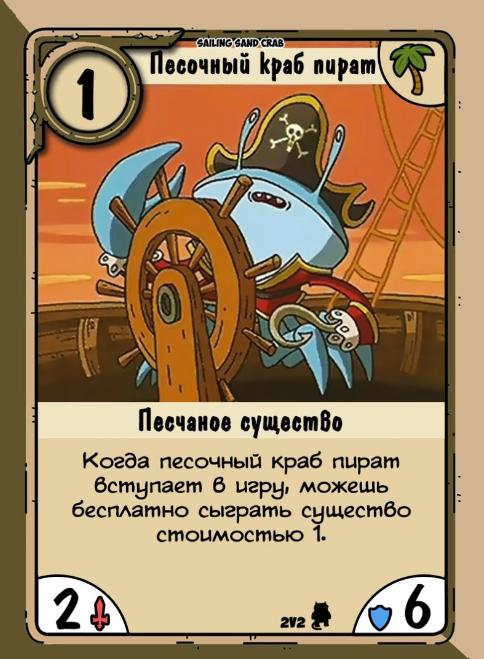 SAILING SAND CRAB
1
Песочный краб пират
Песчаное существо
Когда песочный краб пират
вступает в игру, можешь
бесплатно сыграть существо
стоимостью 1.
2
2V2
6